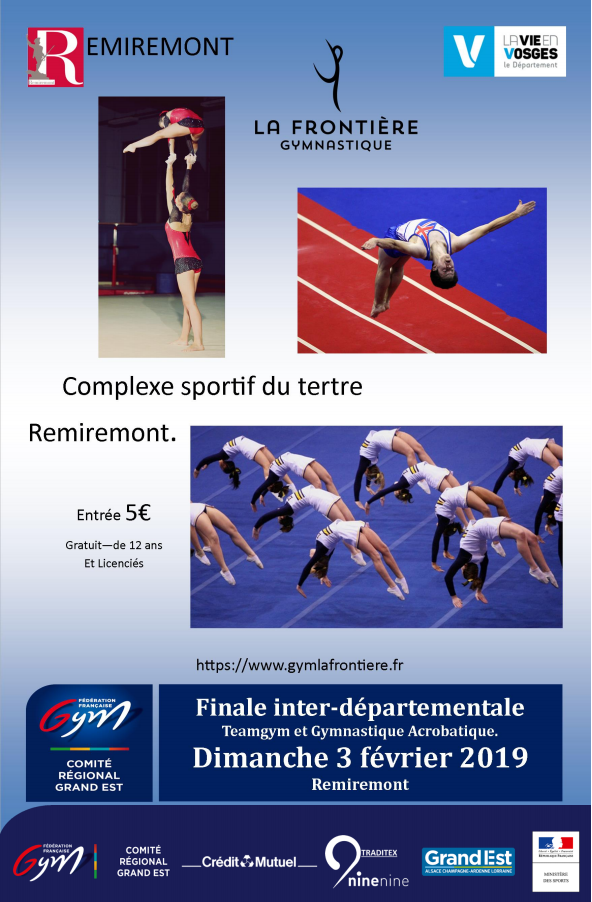 REMIREMONT
LA VIE EN
VOSGES
le Département
LA FRONTIÈRE
GYMNASTIQUE
Complexe sportif du tertre
Remiremont.
Entrée 5€
Gratuit—de 12 ans
Et Licenciés
https://www.gymlafrontiere.fr
FÉDÉRATION
FRANÇAISE
Gym
COMITÉ
RÉGIONAL
GRAND EST
Finale inter-départementale
Teamgym et Gymnastique Acrobatique.
Dimanche 3 février 2019
Remiremont
FÉDÉRATION
FRANÇAISE
Gym
COMITÉ
RÉGIONAL
GRAND EST
Crédit Mutuel
9
TRADITEX
ninenine
Grand Est
ALSACE CHAMPAGNE-ARDENNE LORRAINE
RÉPUBLIQUE FRANÇAISE
MINISTÈRE
DES SPORTS